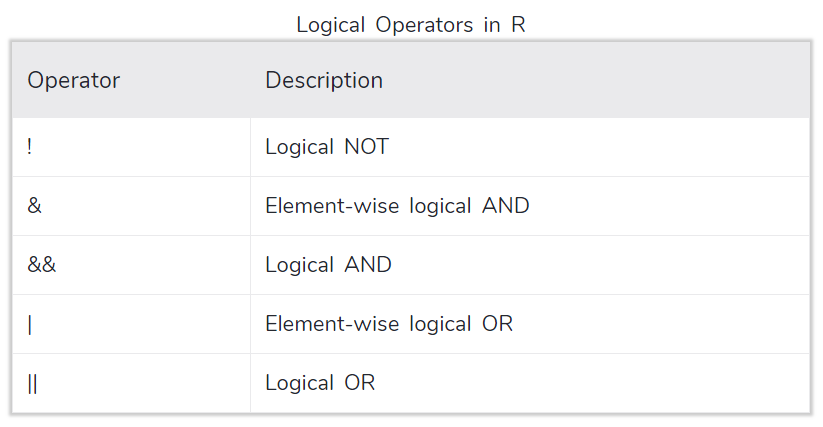 Logical Operators in R
Operator Description
! Logical NOT
& Element-wise logical AND
&& Logical AND
| Element-wise logical OR
|| Logical OR